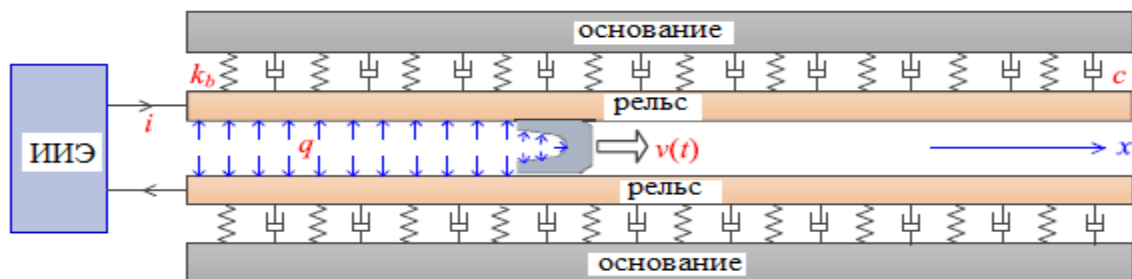 основание
k_b
c
рельс
i
ИИЭ
q
v(t)
x
рельс
основание